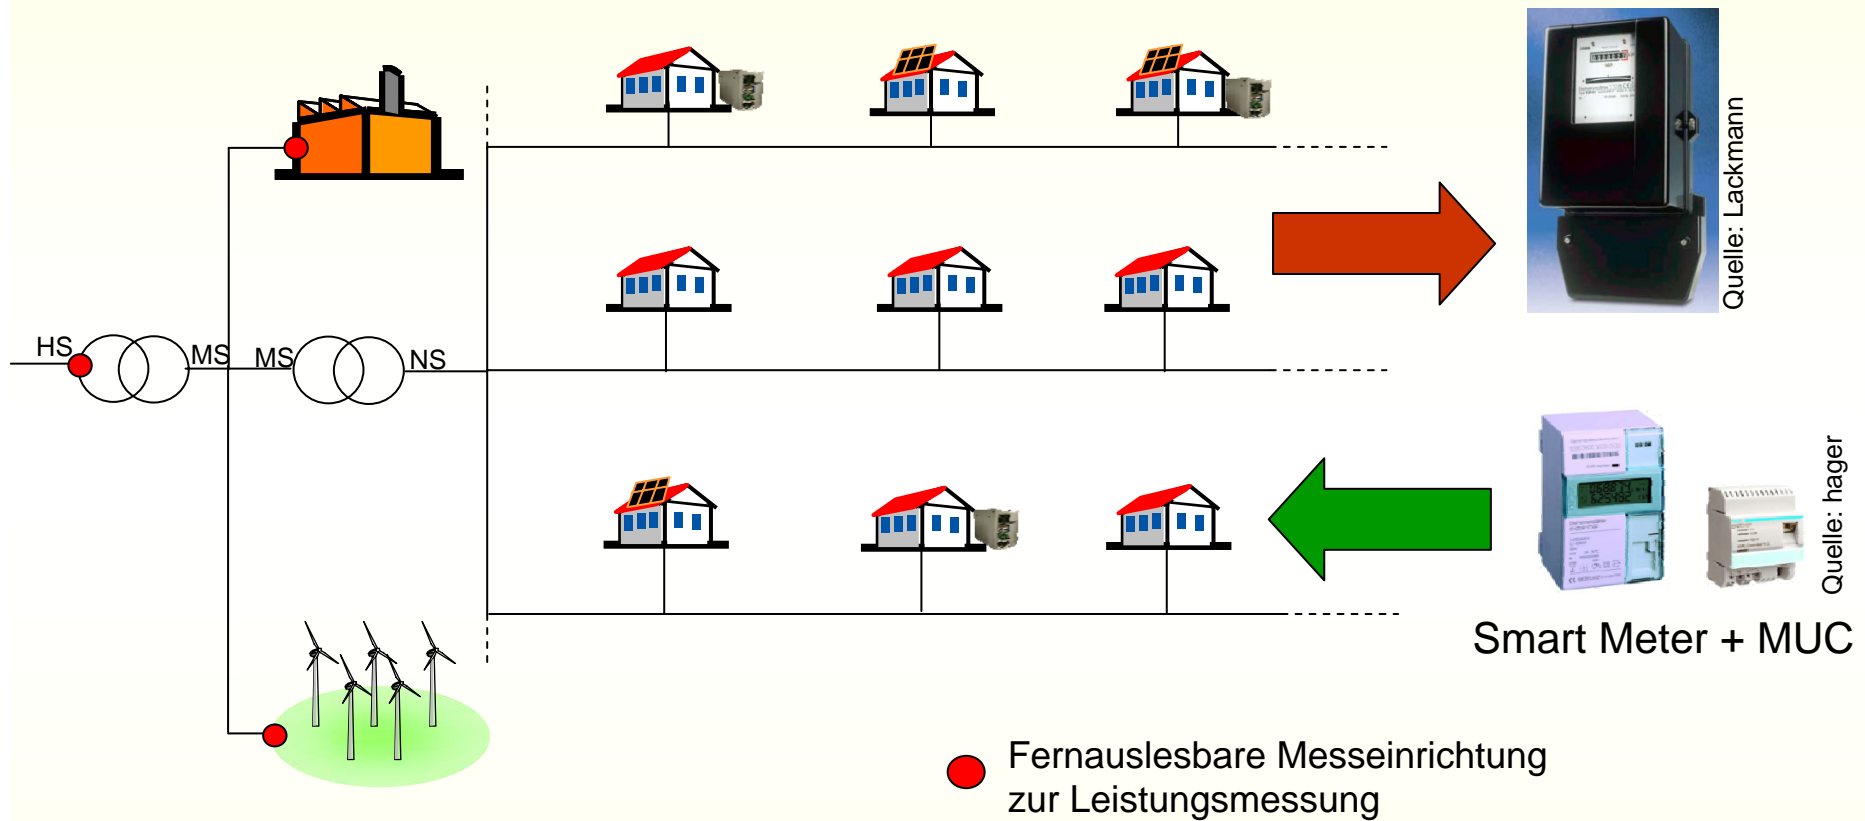 HS
MS
MS
NS
Quelle: Lackmann
Quelle: hager
Smart Meter + MUC
Fernauslesbare Messeinrichtung
zur Leistungsmessung